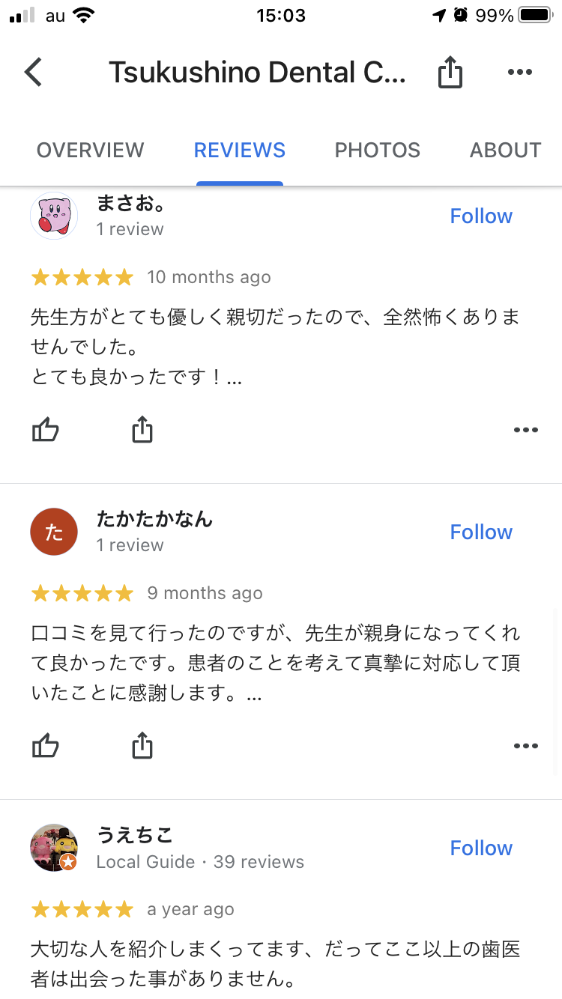 au 15:03 99%
Tsukushino Dental C...
OVERVIEW REVIEWS PHOTOS ABOUT
まさお。
1 review
Follow
10 months ago
先生方がとても優しく親切だったので、全然怖くありま
せんでした。
とても良かったです！...
たかたかなん
た
1 review
Follow
9 months ago
口コミを見て行ったのですが、先生が親身になってくれ
て良かったです。患者のことを考えて真摯に対応して頂
いたことに感謝します。...
うえちこ
Local Guide · 39 reviews
Follow
a year ago
大切な人を紹介しまくってます、だってここ以上の歯医
者は出会った事がありません。